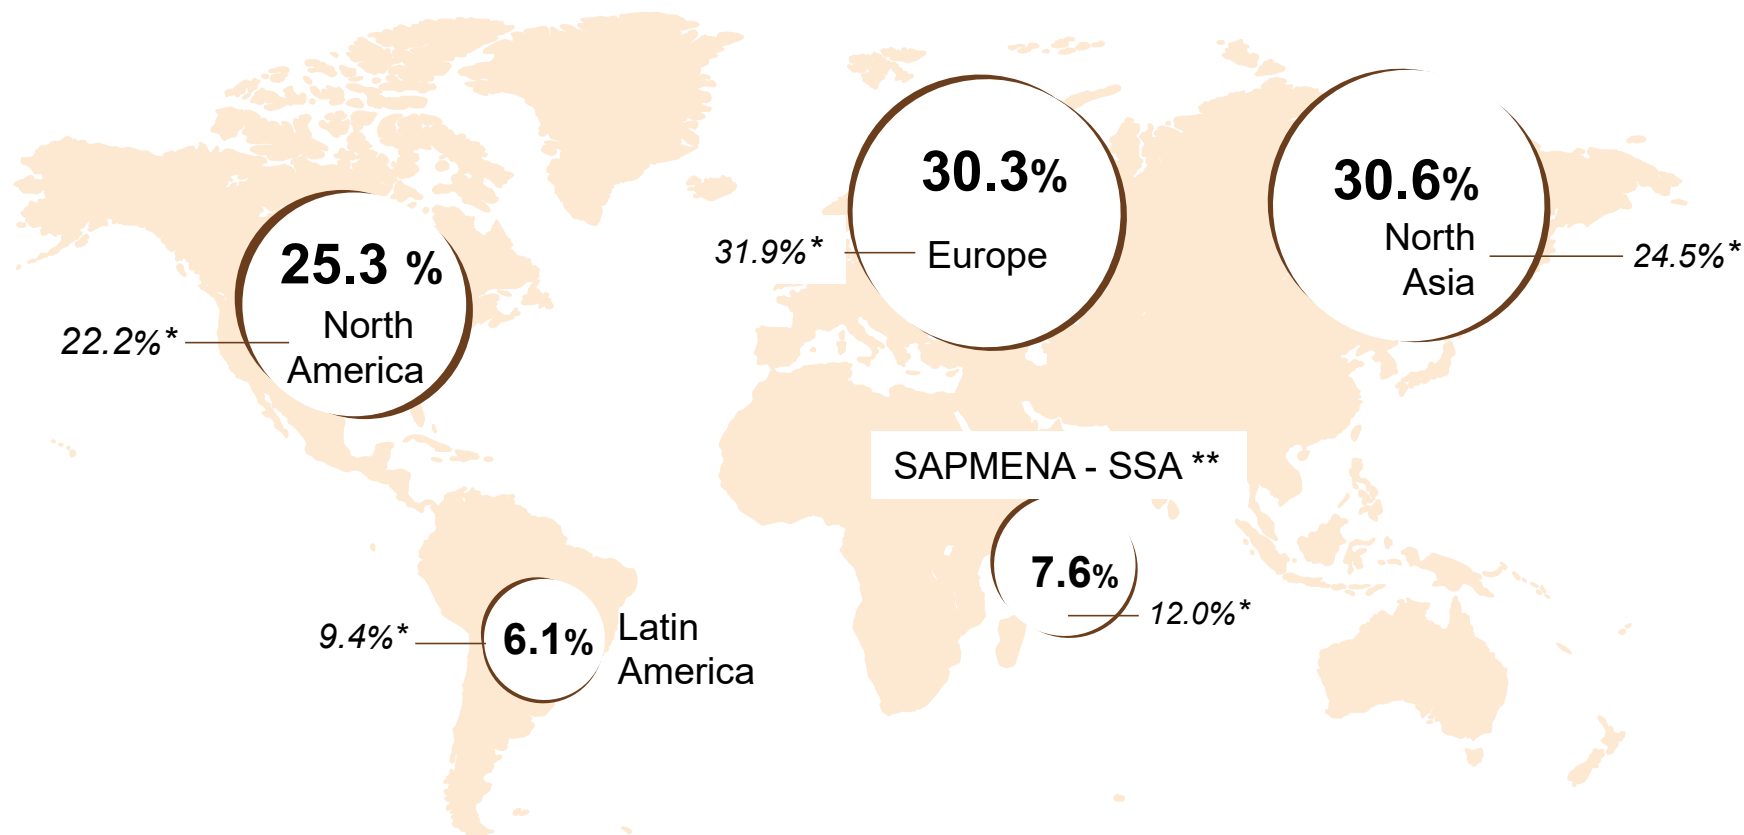 25.3 %
North
America
22.2%*
30.3%
Europe
31.9%*
30.6%
North
Asia
24.5%*
SAPMENA - SSA **
7.6%
12.0%*
6.1%
Latin
America
9.4%*